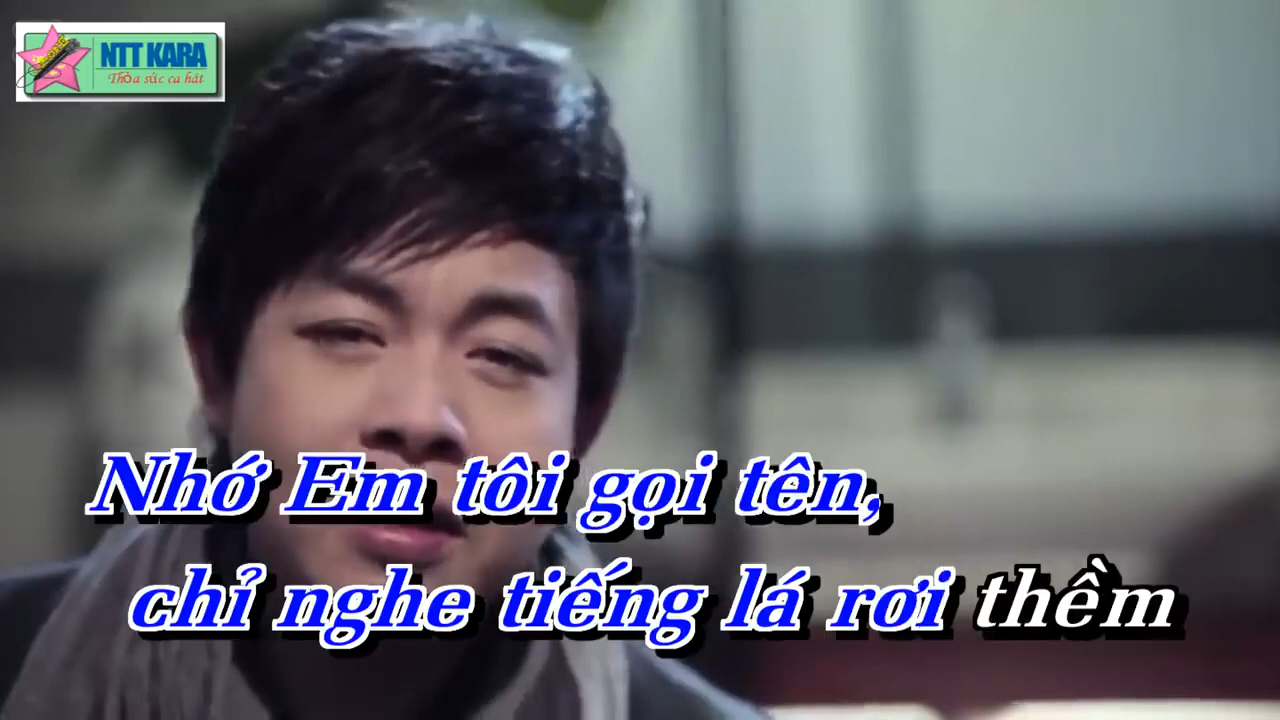 NTT KARA
Thỏa sức ca hát
Nhớ Em tôi gọi tên,
chỉ nghe tiếng lá rơi thềm